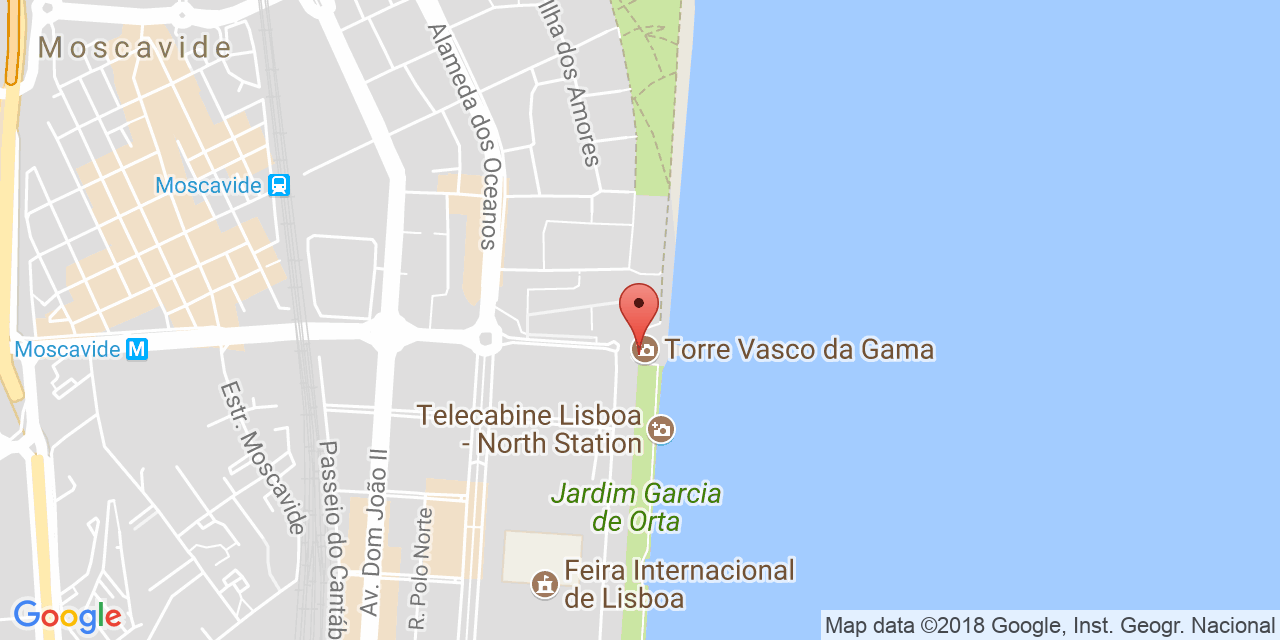 Moscavide
Ilha dos Amores
Alameda dos Oceanos
Moscavide
Moscavide M
Torre Vasco da Gama
Telecabine Lisboa
- North Station
Estr. Moscavide
Passeio do Cantáb
Av. Dom João II
R. Polo Norte
Jardim Garcia
de Orta
Feira Internacional
de Lisboa
Google
Map data ©2018 Google, Inst. Geogr. Nacional